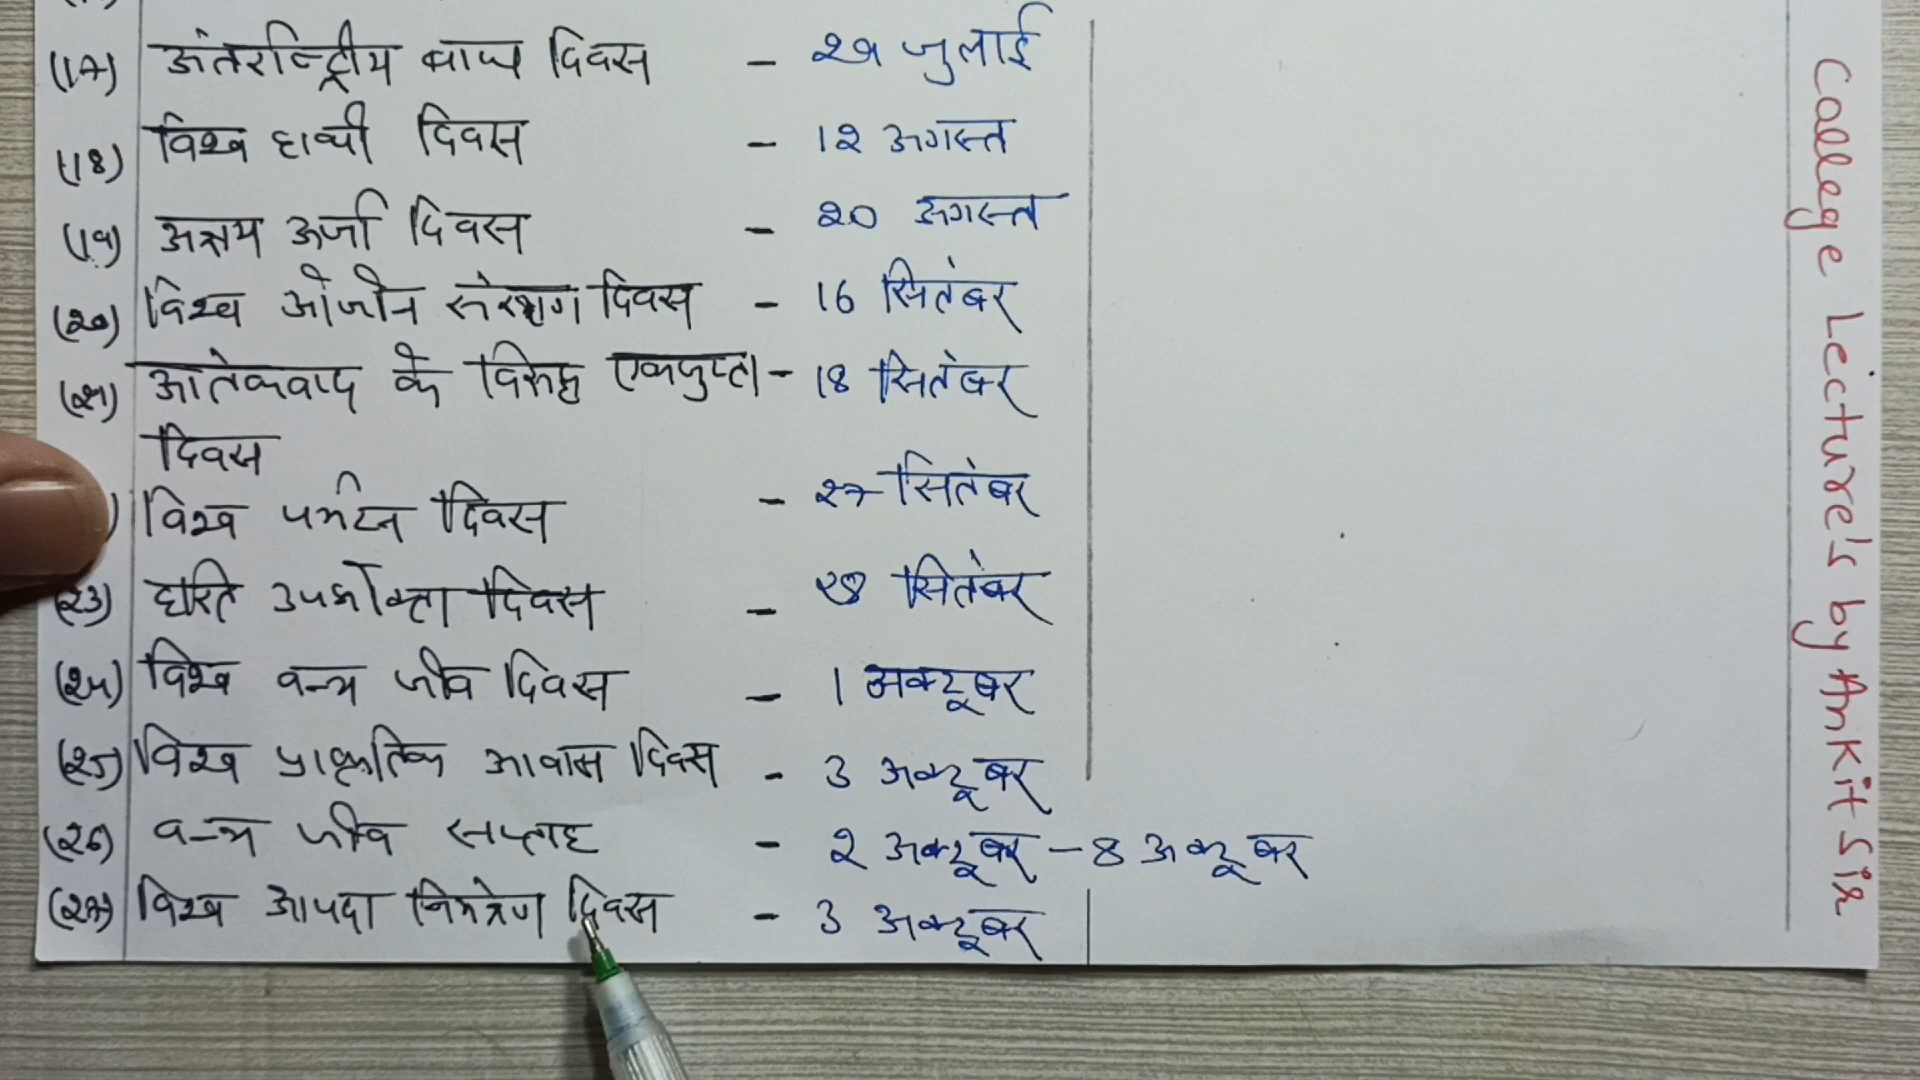 (17) अंतर्राष्ट्रीय बाघ दिवस - 29 जुलाई
(18) विश्व हाथी दिवस - 12 अगस्त
(19) अक्षय ऊर्जा दिवस - 20 अगस्त
(20) विश्व ओजोन संरक्षण दिवस - 16 सितंबर
(21) आतंकवाद के विरुद्ध एकजुटता - 18 सितंबर
दिवस
) विश्व पर्यटन दिवस - 27 सितंबर
(23) हरित उपभोक्ता दिवस - 28 सितंबर
(24) विश्व वन्य जीव दिवस - 1 अक्टूबर
(25) विश्व प्राकृतिक आवास दिवस - 3 अक्टूबर
(26) वन्य जीव सप्ताह - 2 अक्टूबर - 8 अक्टूबर
(27) विश्व आपदा नियंत्रण दिवस - 3 अक्टूबर
Callege Lecture's by Ankit Sir